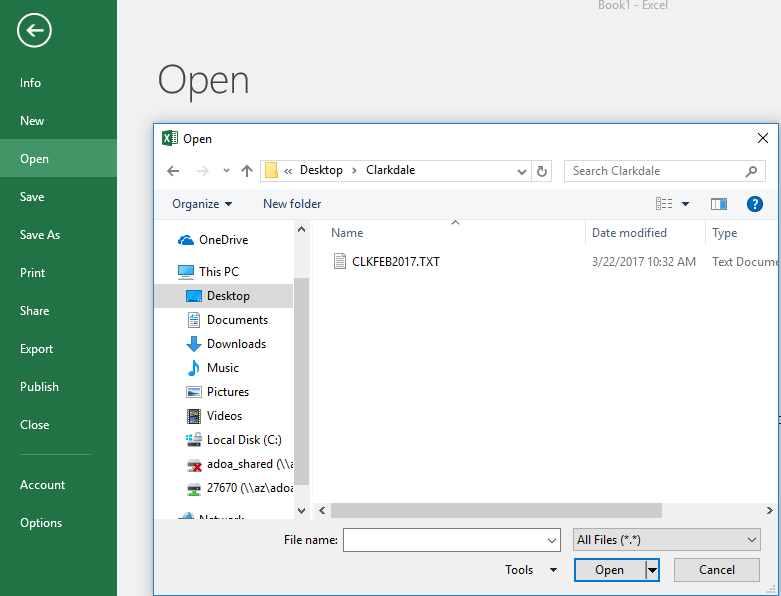 Book1 - Excel
Info
New
Open
Save
Save As
Print
Share
Export
Publish
Close
Account
Options
Open
Open
« Desktop > Clarkdale
Search Clarkdale
Organize
New folder
?
OneDrive
This PC
Desktop
Documents
Downloads
Music
Pictures
Videos
Local Disk (C:)
adoa_shared (\\a
27670 (\\az\adoa
Network
Name
Date modified
Type
CLKFEB2017.TXT
3/22/2017 10:32 AM
Text Docume
File name:
All Files (*.*)
Tools
Open
Cancel